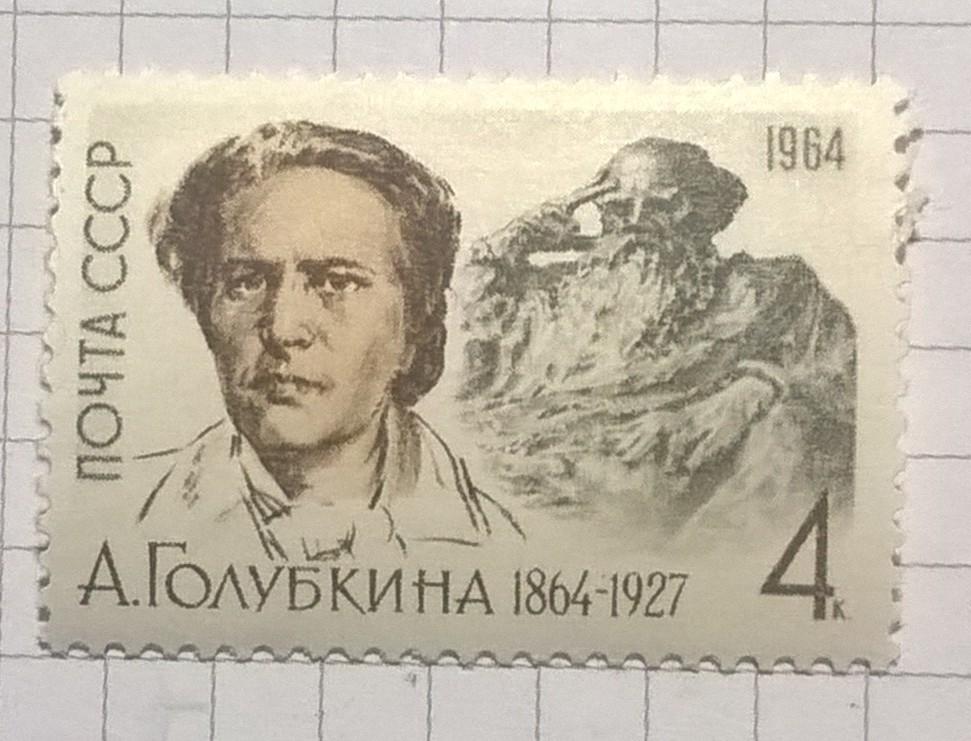 ПОЧТА СССР
1964
А.ГОЛУБКИНА 1864-1927
4к.